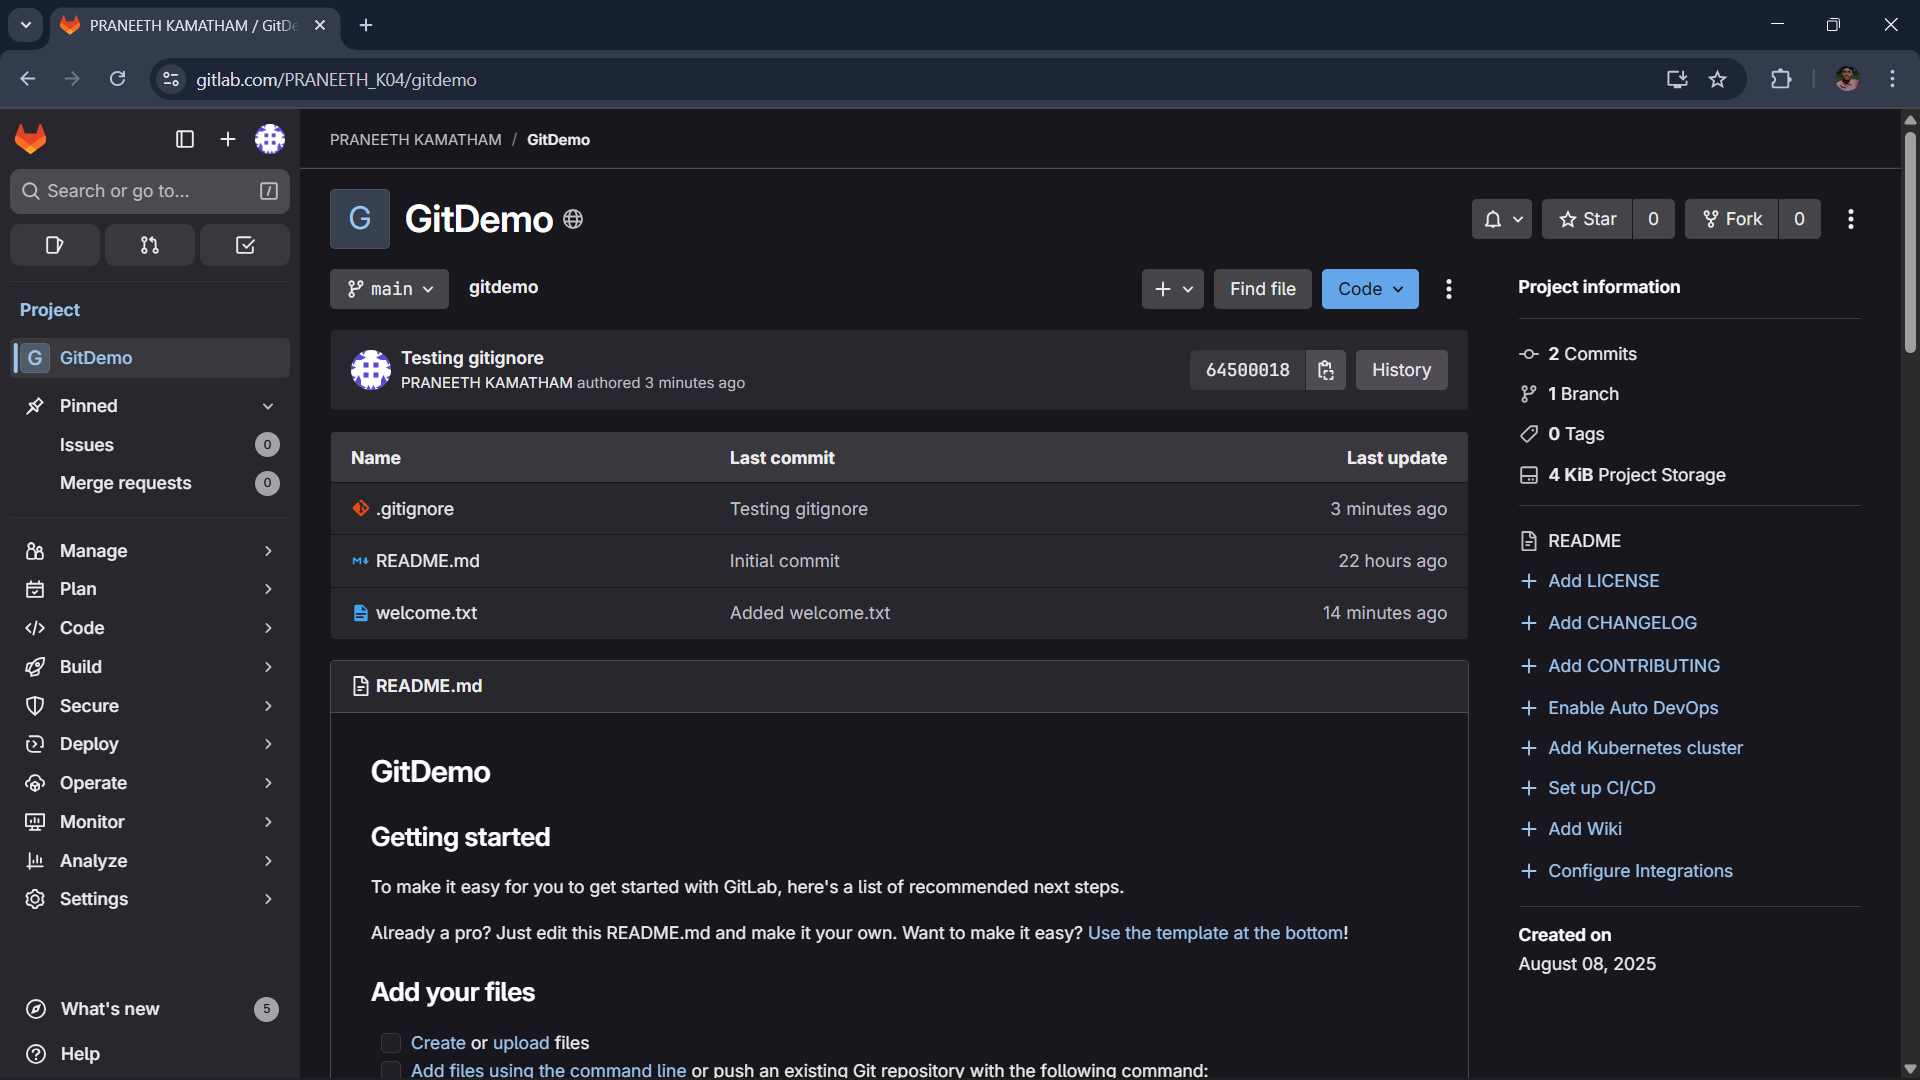 PRANEETH KAMATHAM / GitDe
gitlab.com/PRANEETH_K04/gitdemo
PRANEETH KAMATHAM / GitDemo
Search or go to... /
Project
G GitDemo
Pinned
Issues 0
Merge requests 0
Manage
Plan
Code
Build
Secure
Deploy
Operate
Monitor
Analyze
Settings
What's new 5
Help
G GitDemo
Star 0 Fork 0
main gitdemo Find file Code
Testing gitignore
PRANEETH KAMATHAM authored 3 minutes ago
64500018 History
Name Last commit Last update
.gitignore Testing gitignore 3 minutes ago
README.md Initial commit 22 hours ago
welcome.txt Added welcome.txt 14 minutes ago
README.md
GitDemo
Getting started
To make it easy for you to get started with GitLab, here's a list of recommended next steps.
Already a pro? Just edit this README.md and make it your own. Want to make it easy? Use the template at the bottom!
Add your files
Create or upload files
Add files using the command line or push an existing Git repository with the following command:
Project information
2 Commits
1 Branch
0 Tags
4 KiB Project Storage
README
Add LICENSE
Add CHANGELOG
Add CONTRIBUTING
Enable Auto DevOps
Add Kubernetes cluster
Set up CI/CD
Add Wiki
Configure Integrations
Created on
August 08, 2025